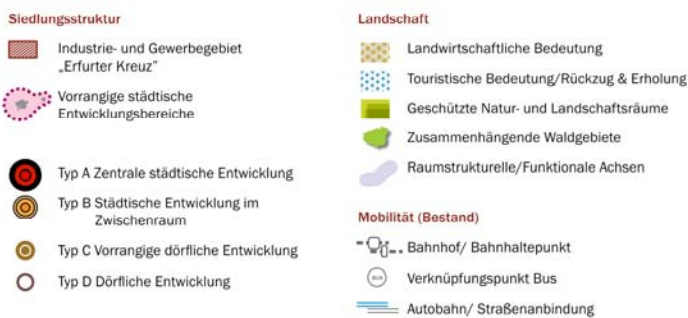 Siedlungsstruktur
Industrie- und Gewerbegebiet
„Erfurter Kreuz"
Vorrangige städtische
Entwicklungsbereiche
Typ A Zentrale städtische Entwicklung
Typ B Städtische Entwicklung im
Zwischenraum
Typ C Vorrangige dörfliche Entwicklung
Typ D Dörfliche Entwicklung
Landschaft
Landwirtschaftliche Bedeutung
Touristische Bedeutung/Rückzug & Erholung
Geschützte Natur- und Landschaftsräume
Zusammenhängende Waldgebiete
Raumstrukturelle/Funktionale Achsen
Mobilität (Bestand)
Bahnhof/ Bahnhaltepunkt
BUS Verknüpfungspunkt Bus
Autobahn/ Straßenanbindung